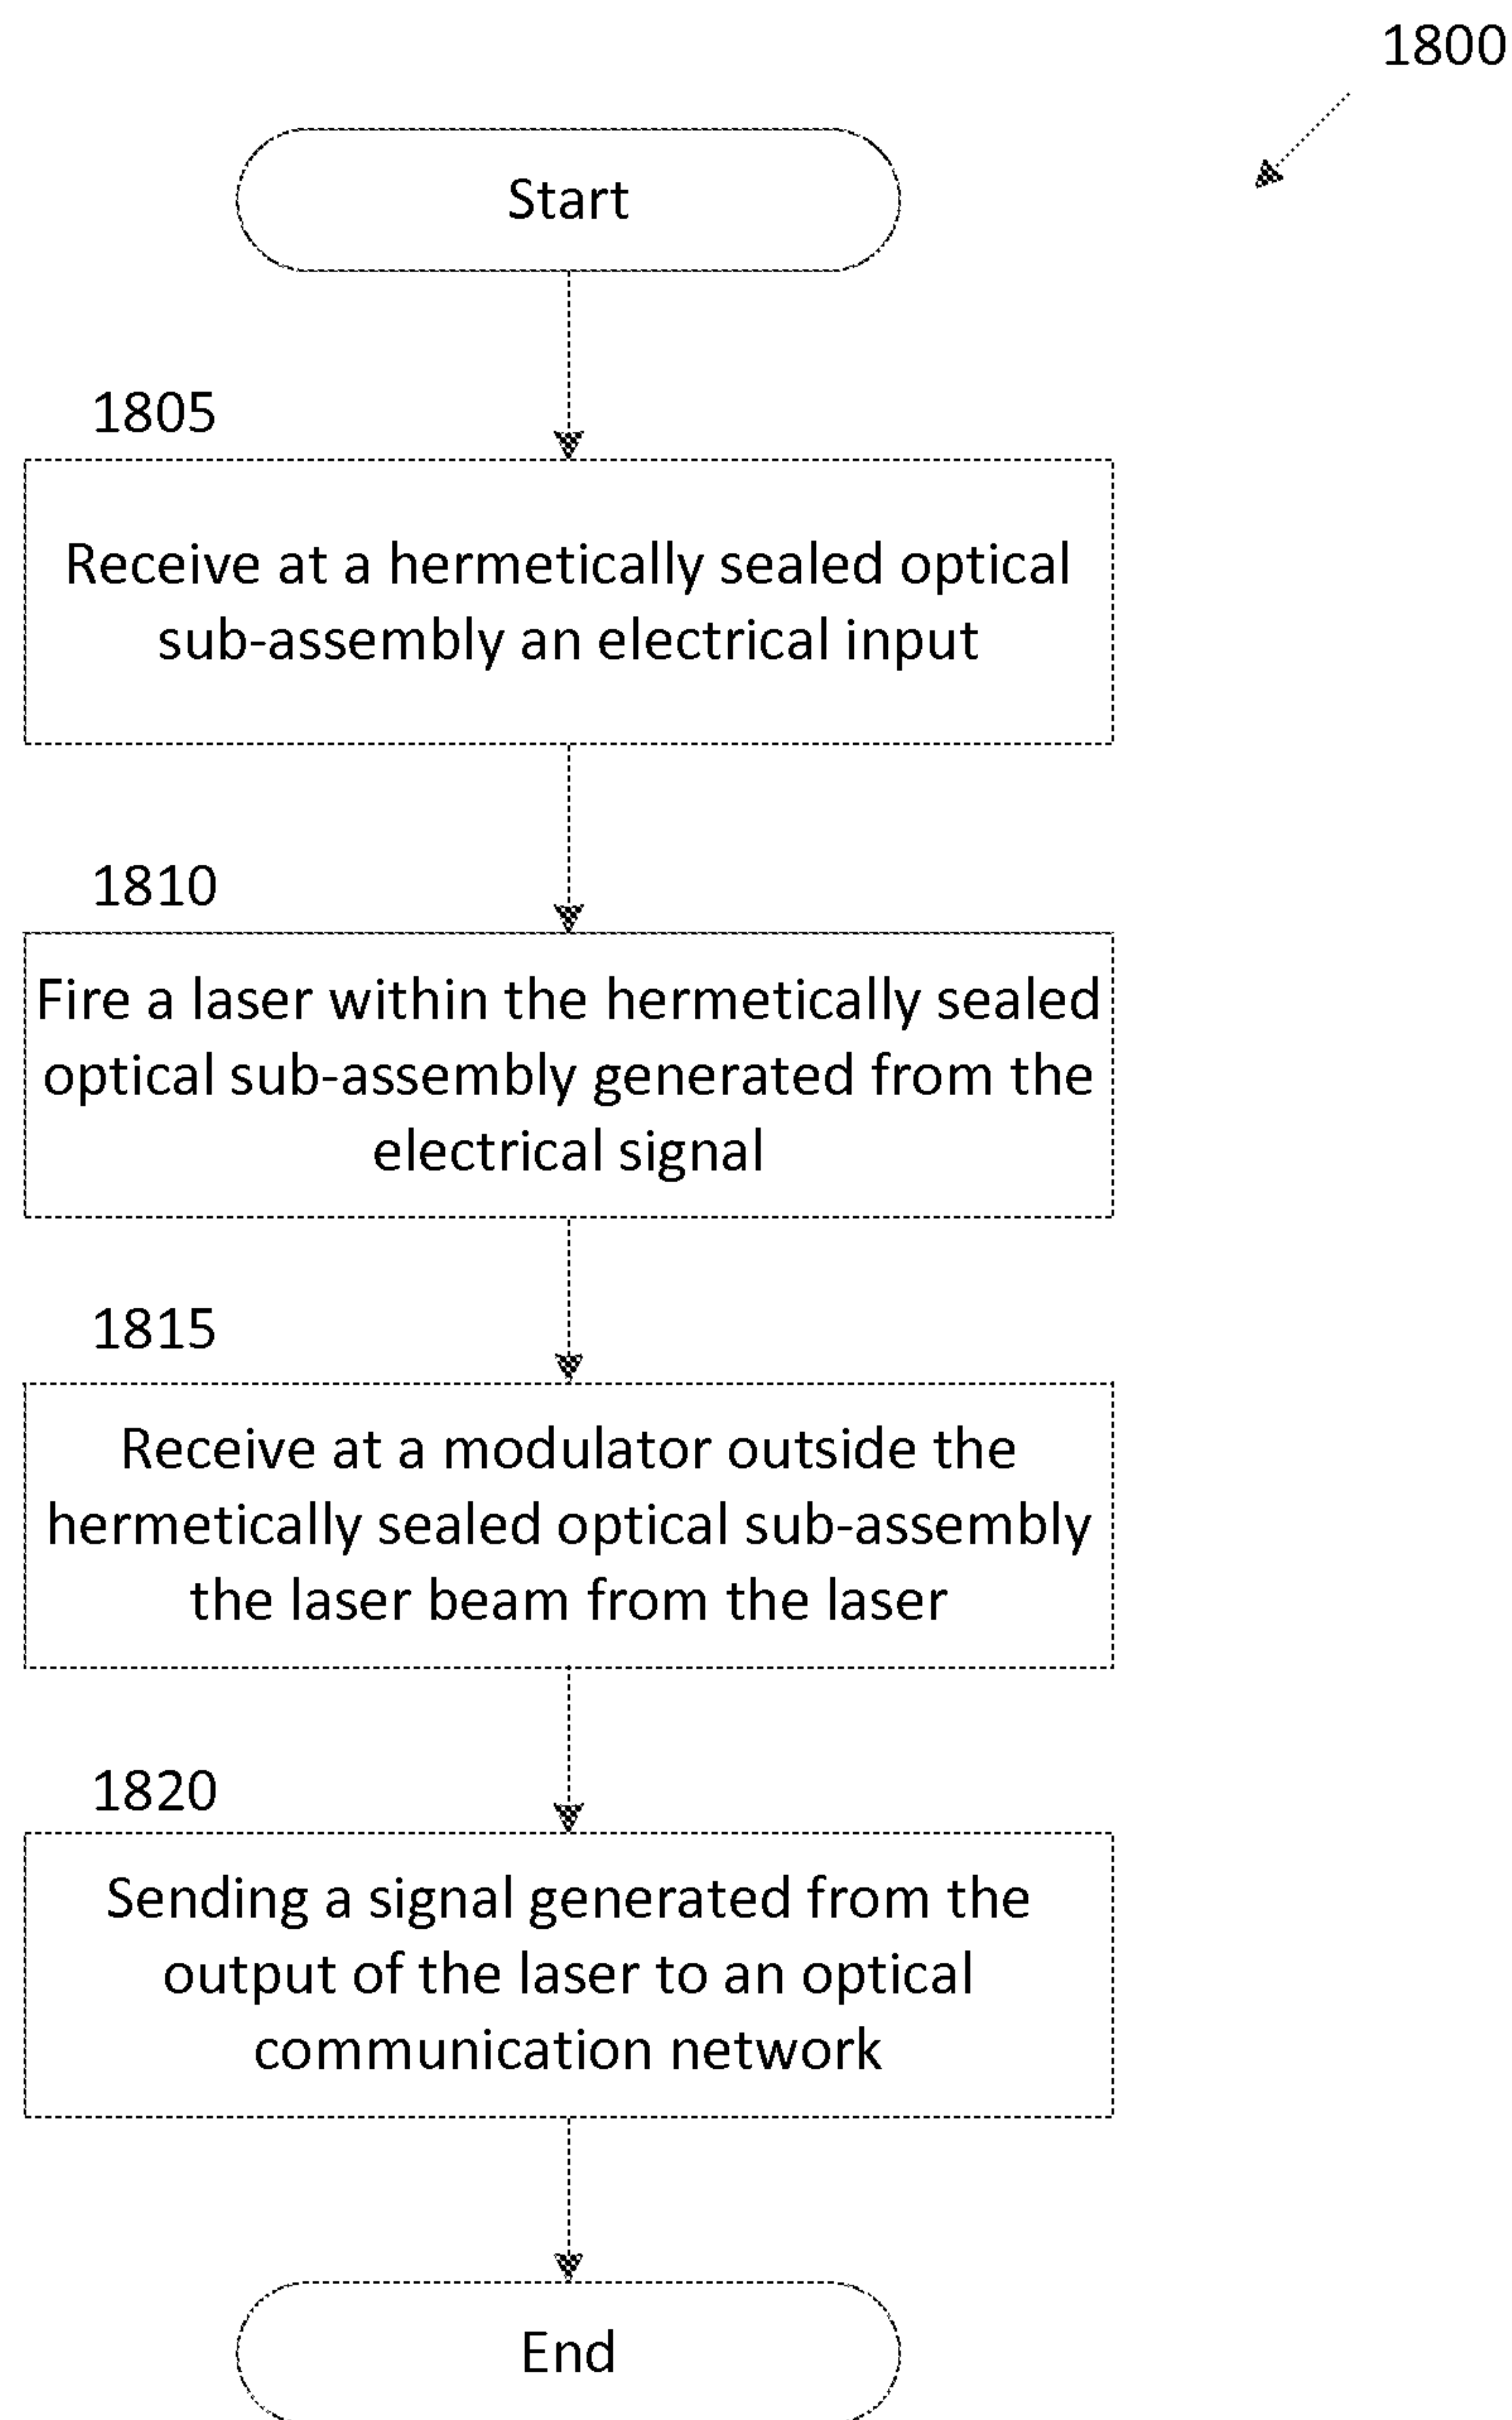 1800
Start
1805
Receive at a hermetically sealed optical
sub-assembly an electrical input
1810
Fire a laser within the hermetically sealed
optical sub-assembly generated from the
electrical signal
1815
Receive at a modulator outside the
hermetically sealed optical sub-assembly
the laser beam from the laser
1820
Sending a signal generated from the
output of the laser to an optical
communication network
End